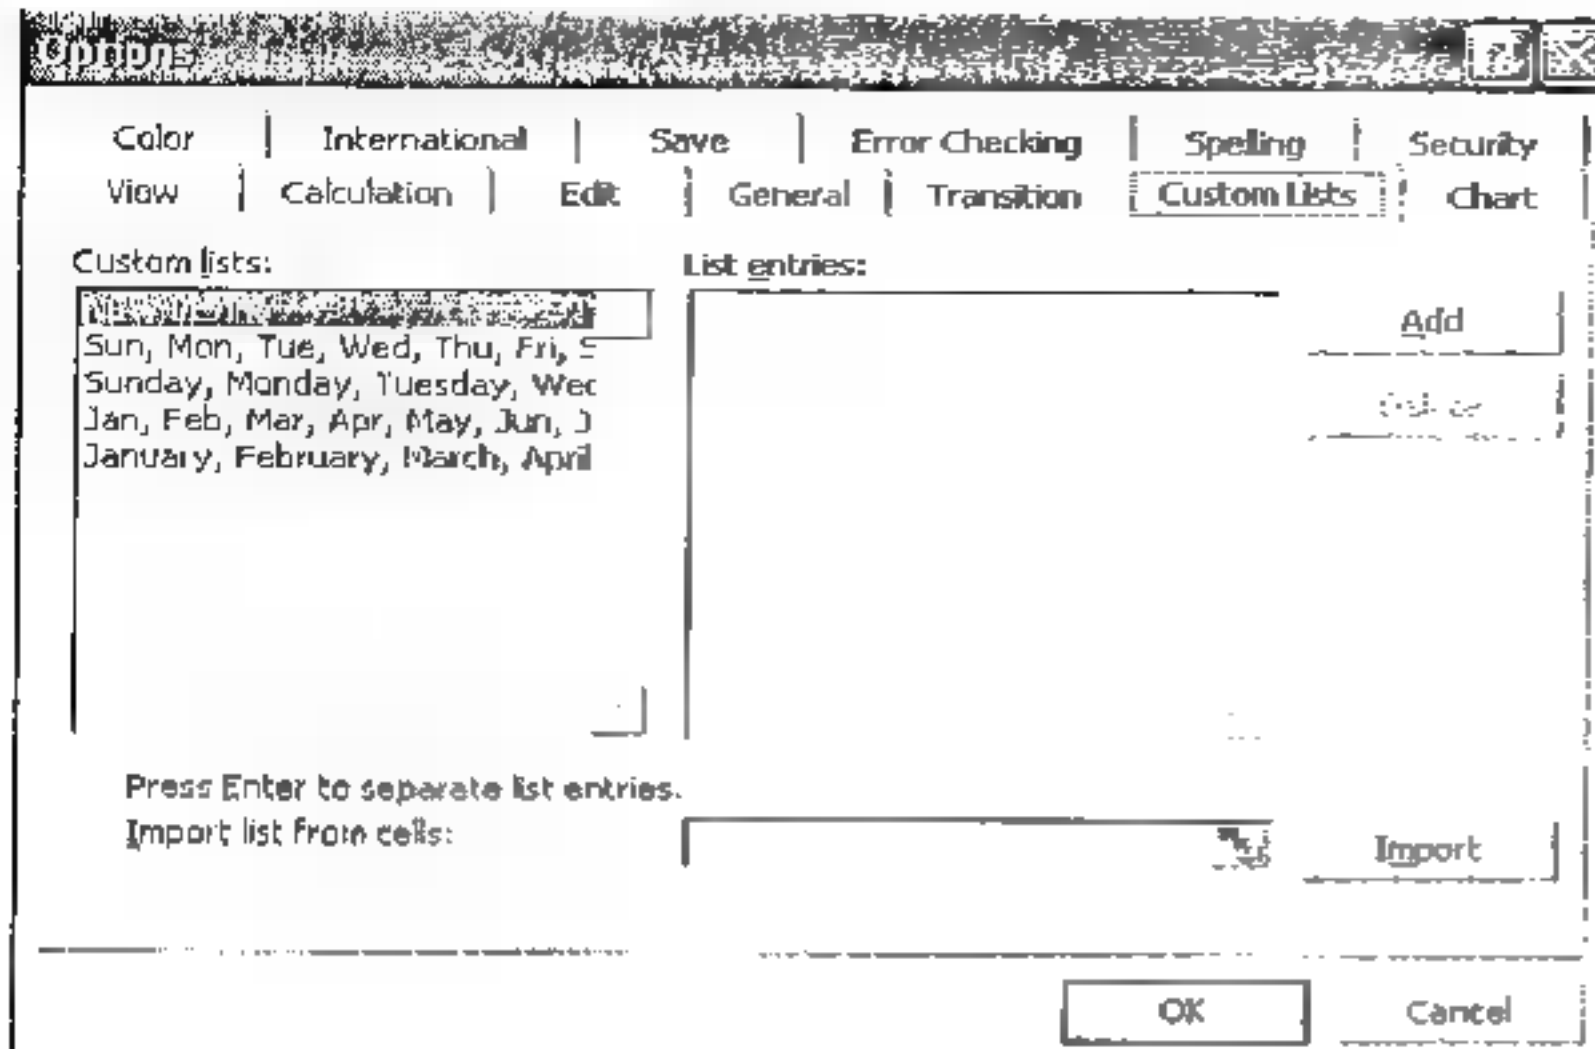 Options
Color International Save Error Checking Spelling Security
View Calculation Edit General Transition Custom Lists Chart
Custom lists:
List entries:
Sun, Mon, Tue, Wed, Thu, Fri, S
Sunday, Monday, Tuesday, Wed
Jan, Feb, Mar, Apr, May, Jun, J
January, February, March, April
Add
Press Enter to separate list entries.
Import list from cells:
Import
OK Cancel